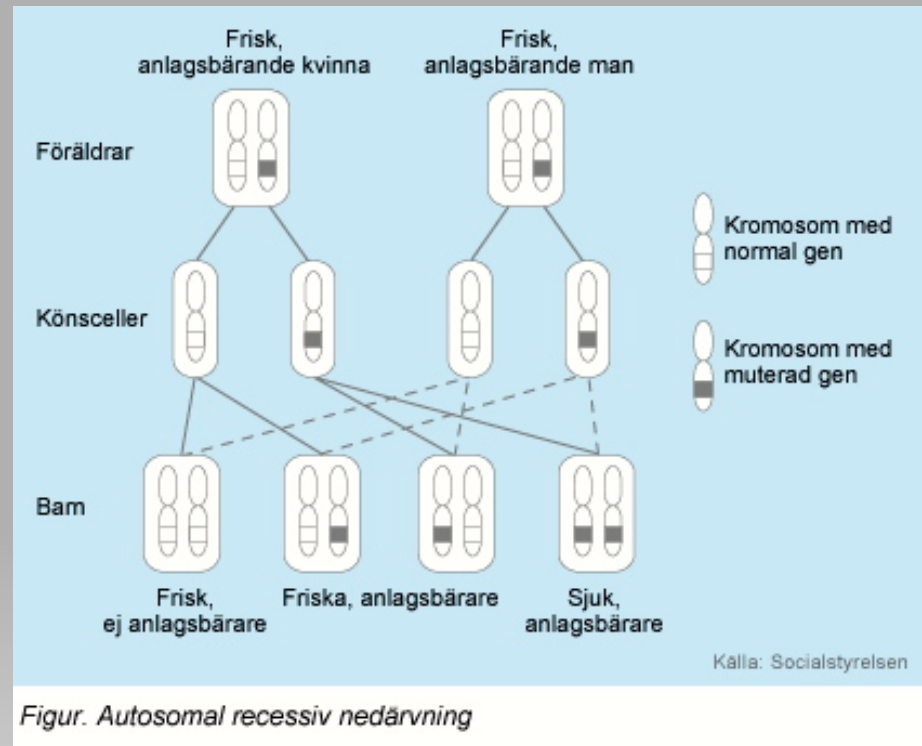 Frisk,
anlagsbärande kvinna
Frisk,
anlagsbärande man
Föräldrar
Kromosom med
normal gen
Könsceller
Kromosom med
muterad gen
Barn
Frisk,
ej anlagsbärare
Friska, anlagsbärare
Sjuk,
anlagsbärare
Källa: Socialstyrelsen
Figur. Autosomal recessiv nedärvning